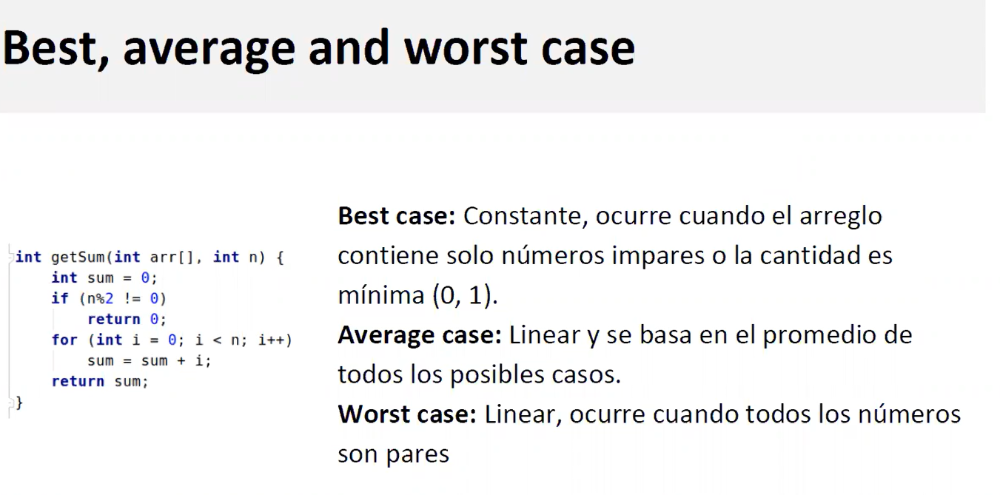 Best, average and worst case
int getSum(int arr[], int n) {
    int sum = 0;
    if (n%2 != 0)
        return 0;
    for (int i = 0; i < n; i++)
        sum = sum + i;
    return sum;
}
Best case: Constante, ocurre cuando el arreglo
contiene solo números impares o la cantidad es
mínima (0, 1).
Average case: Linear y se basa en el promedio de
todos los posibles casos.
Worst case: Linear, ocurre cuando todos los números
son pares